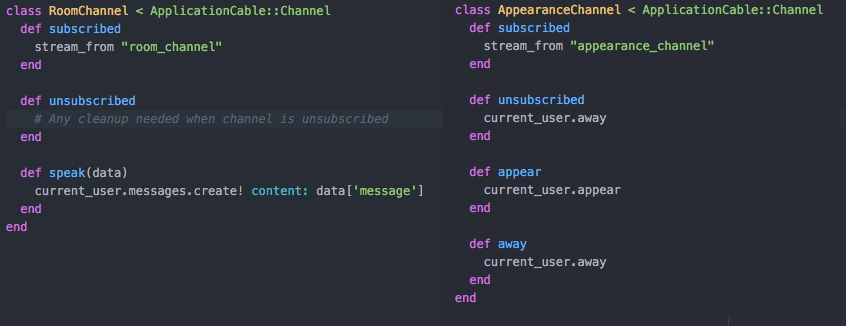 class RoomChannel < ApplicationCable::Channel
  def subscribed
    stream_from "room_channel"
  end

  def unsubscribed
    # Any cleanup needed when channel is unsubscribed
  end

  def speak(data)
    current_user.messages.create! content: data['message']
  end
end

class AppearanceChannel < ApplicationCable::Channel
  def subscribed
    stream_from "appearance_channel"
  end

  def unsubscribed
    current_user.away
  end

  def appear
    current_user.appear
  end

  def away
    current_user.away
  end
end